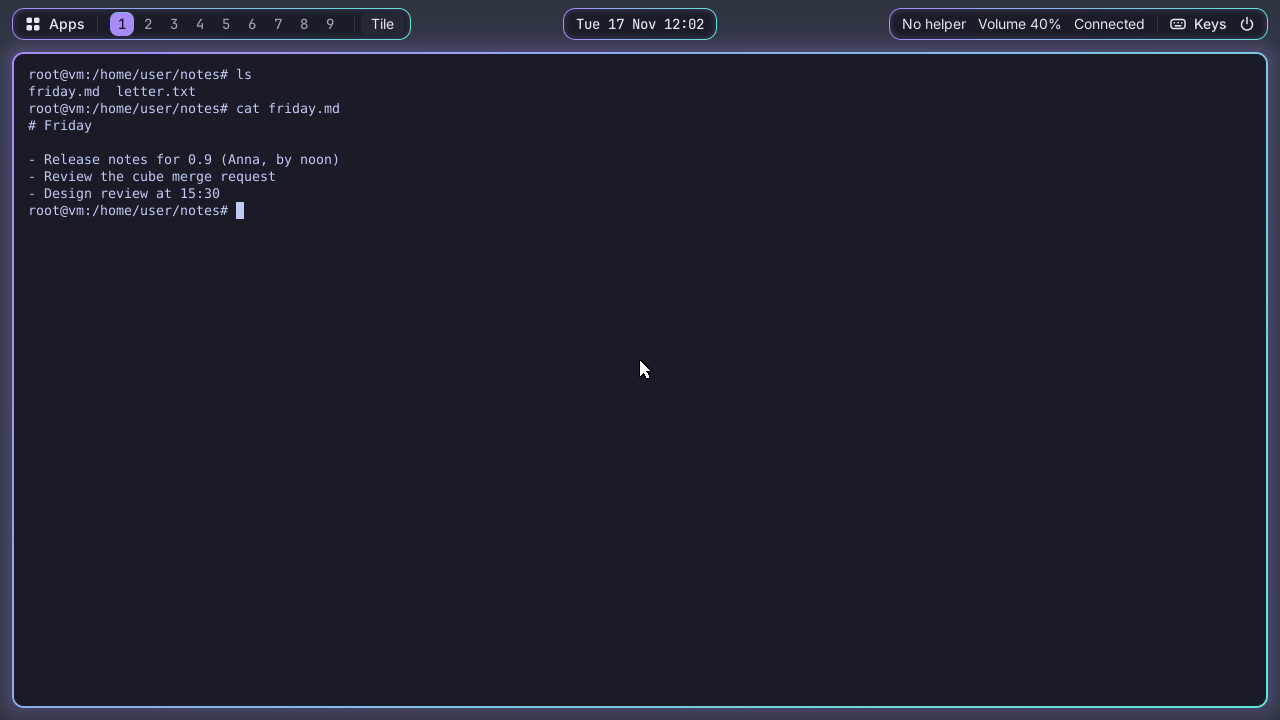 Apps 1 2 3 4 5 6 7 8 9 Tile Tue 17 Nov 12:02 No helper Volume 40% Connected Keys
root@vm:/home/user/notes# ls
friday.md  letter.txt
root@vm:/home/user/notes# cat friday.md
# Friday

- Release notes for 0.9 (Anna, by noon)
- Review the cube merge request
- Design review at 15:30
root@vm:/home/user/notes#